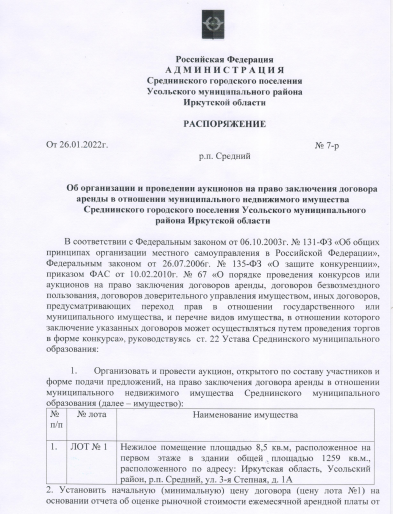 Российская Федерация
А Д М И Н И С Т Р А Ц И Я
Среднинского городского поселения
Усольского муниципального района
Иркутской области
РАСПОРЯЖЕНИЕ
От 26.01.2022г. № 7-р
р.п. Средний
Об организации и проведении аукционов на право заключения договора
аренды в отношении муниципального недвижимого имущества
Среднинского городского поселения Усольского муниципального
района Иркутской области
В соответствии с Федеральным законом от 06.10.2003г. № 131-ФЗ «Об общих
принципах организации местного самоуправления в Российской Федерации»,
Федеральным законом от 26.07.2006г. № 135-ФЗ «О защите конкуренции»,
приказом ФАС от 10.02.2010г. № 67 «О порядке проведения конкурсов или
аукционов на право заключения договоров аренды, договоров безвозмездного
пользования, договоров доверительного управления имуществом, иных договоров,
предусматривающих переход прав в отношении государственного или
муниципального имущества, и перечне видов имущества, в отношении которого
заключение указанных договоров может осуществляться путем проведения торгов
в форме конкурса», руководствуясь ст. 22 Устава Среднинского муниципального
образования:
1. Организовать и провести аукцион, открытого по составу участников и
форме подачи предложений, на право заключения договора аренды в отношении
муниципального недвижимого имущества Среднинского муниципального
образования (далее – имущество):
№ п/п
№ лота
Наименование имущества
1.
ЛОТ № 1
Нежилое помещение площадью 8,5 кв.м, расположенное на
первом этаже в здании общей площадью 1259 кв.м.,
расположенного по адресу: Иркутская область, Усольский
район, р.п. Средний, ул. 3-я Степная, д. 1А
2. Установить начальную (минимальную) цену договора (цену лота №1) на
основании отчета об оценке рыночной стоимости ежемесячной арендной платы от